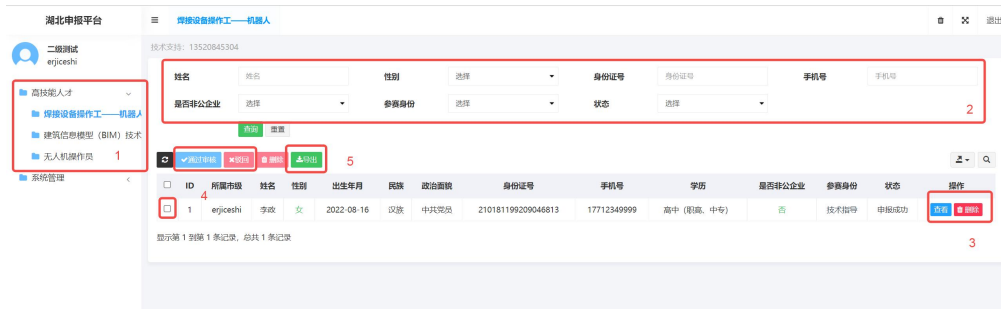 湖北申报平台
焊接设备操作工——机器人
退出
二级测试
erjiceshi
技术支持：13520845304
高技能人才
焊接设备操作工——机器人
建筑信息模型（BIM）技术
无人机操作员
1
系统管理
姓名 姓名 性别 选择 身份证号 身份证号 手机号 手机号
是否非公企业 选择 参赛身份 选择 状态 选择
2
查询 重置
通过审核 驳回 删除 导出 5
4
ID 所属市级 姓名 性别 出生年月 民族 政治面貌 身份证号 手机号 学历 是否非公企业 参赛身份 状态 操作
1 erjiceshi 李政 女 2022-08-16 汉族 中共党员 210181199209046813 17712349999 高中（职高、中专） 否 技术指导 申报成功 查看 删除
显示第 1 到第 1 条记录，总共 1 条记录
3